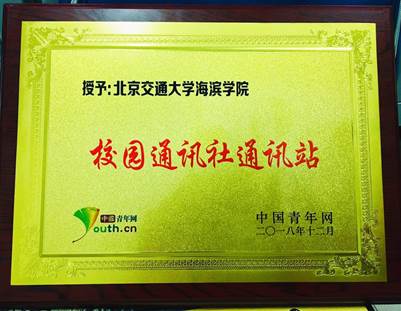 授予:北京交通大学海滨学院
校园通讯社通讯站
中国青年网
Youth.cn
中国青年网
二〇一八年十二月